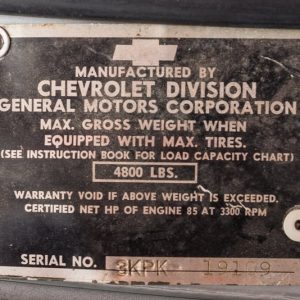 MANUFACTURED BY
CHEVROLET DIVISION
GENERAL MOTORS CORPORATION
MAX. GROSS WEIGHT WHEN
EQUIPPED WITH MAX. TIRES.
(SEE INSTRUCTION BOOK FOR LOAD CAPACITY CHART)
4800 LBS.
WARRANTY VOID IF ABOVE WEIGHT IS EXCEEDED.
CERTIFIED NET HP OF ENGINE 85 AT 3300 RPM
SERIAL NO.